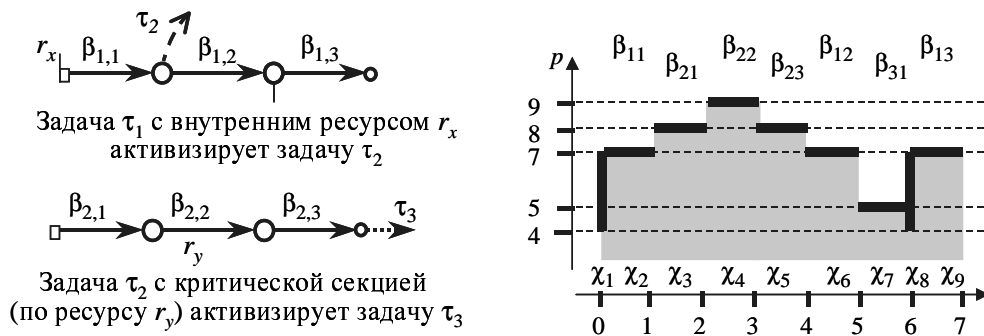 τ2
rx β1,1 β1,2 β1,3
Задача τ1 с внутренним ресурсом rx
активизирует задачу τ2
β2,1 β2,2 β2,3 τ3
ry
Задача τ2 с критической секцией
(по ресурсу ry) активизирует задачу τ3
β11 β22 β12 β13
p β21 β23 β31
9
8
7
5
4
χ1 χ2 χ3 χ4 χ5 χ6 χ7 χ8 χ9
0 1 2 3 4 5 6 7